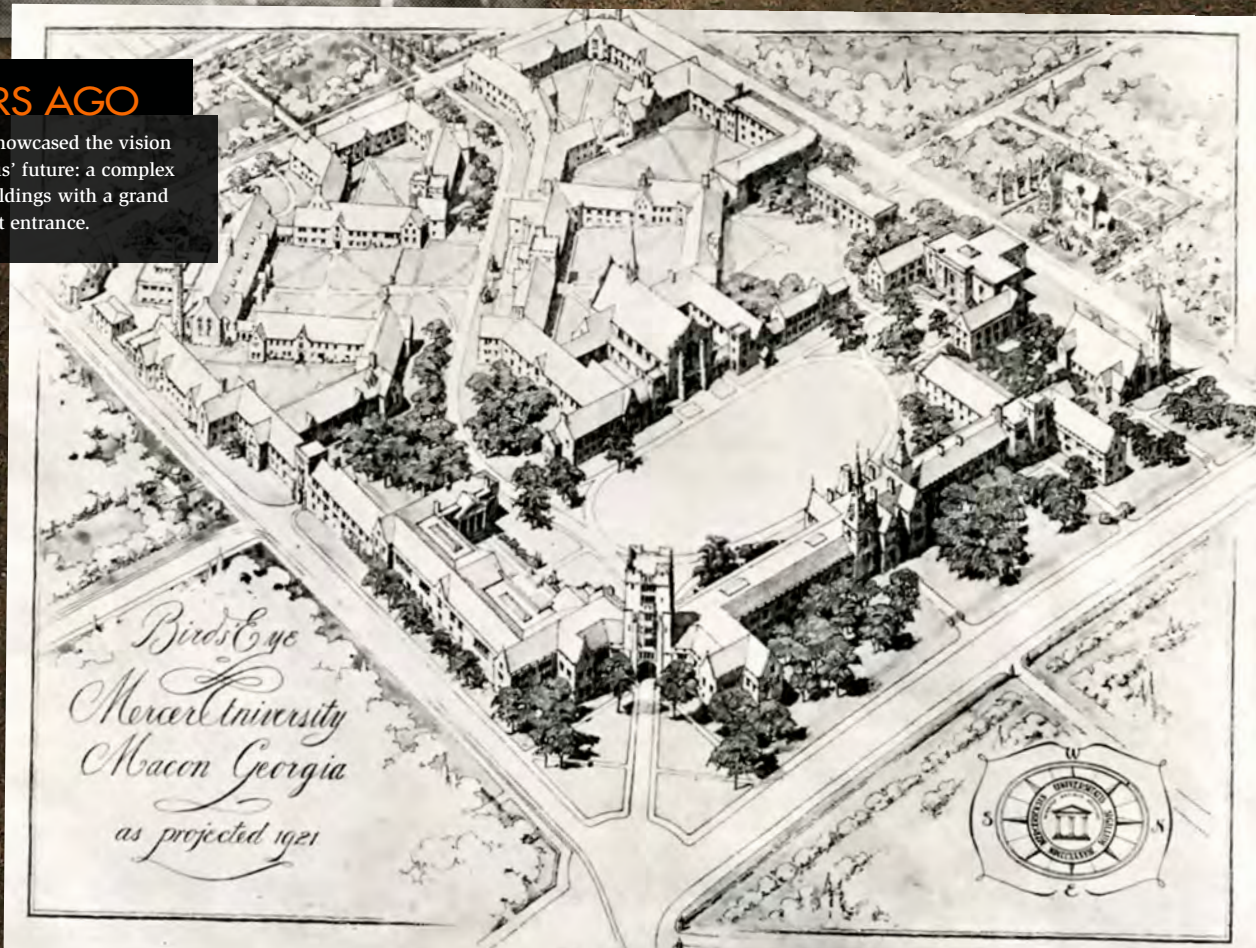 RS AGO
howcased the vision
s' future: a complex
ldings with a grand
t entrance.
Bird's Eye
Mercer University
Macon Georgia
as projected 1921
W
S
N
E